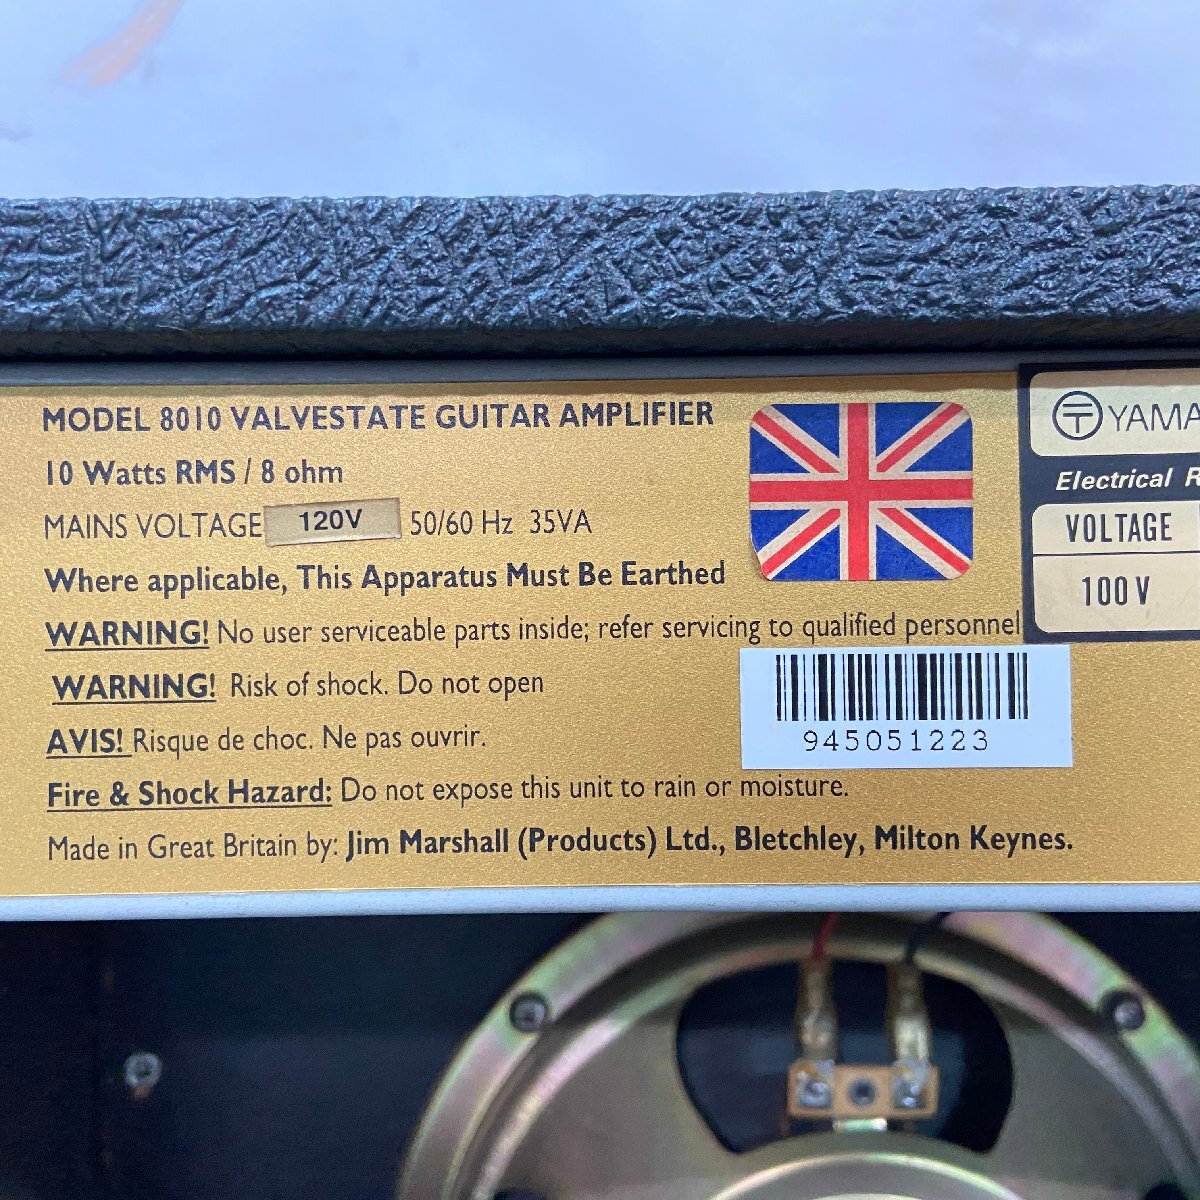 MODEL 8010 VALVESTATE GUITAR AMPLIFIER
10 Watts RMS / 8 ohm
MAINS VOLTAGE 120V 50/60 Hz 35VA
Where applicable, This Apparatus Must Be Earthed
WARNING! No user serviceable parts inside; refer servicing to qualified personnel
WARNING! Risk of shock. Do not open
AVIS! Risque de choc. Ne pas ouvrir.
Fire & Shock Hazard: Do not expose this unit to rain or moisture.
Made in Great Britain by: Jim Marshall (Products) Ltd., Bletchley, Milton Keynes.
945051223
YAMA
Electrical R
VOLTAGE
100V